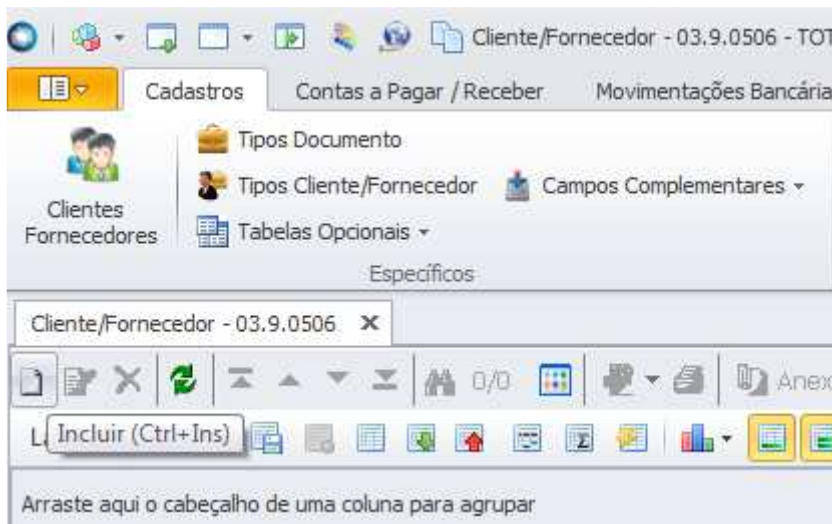 Cliente/Fornecedor - 03.9.0506 - TOT
Cadastros Contas a Pagar / Receber Movimentações Bancária
Tipos Documento
Tipos Cliente/Fornecedor Campos Complementares
Clientes
Fornecedores Tabelas Opcionais
Específicos
Cliente/Fornecedor - 03.9.0506
0/0 Anex
Incluir (Ctrl+Ins)
Arraste aqui o cabeçalho de uma coluna para agrupar